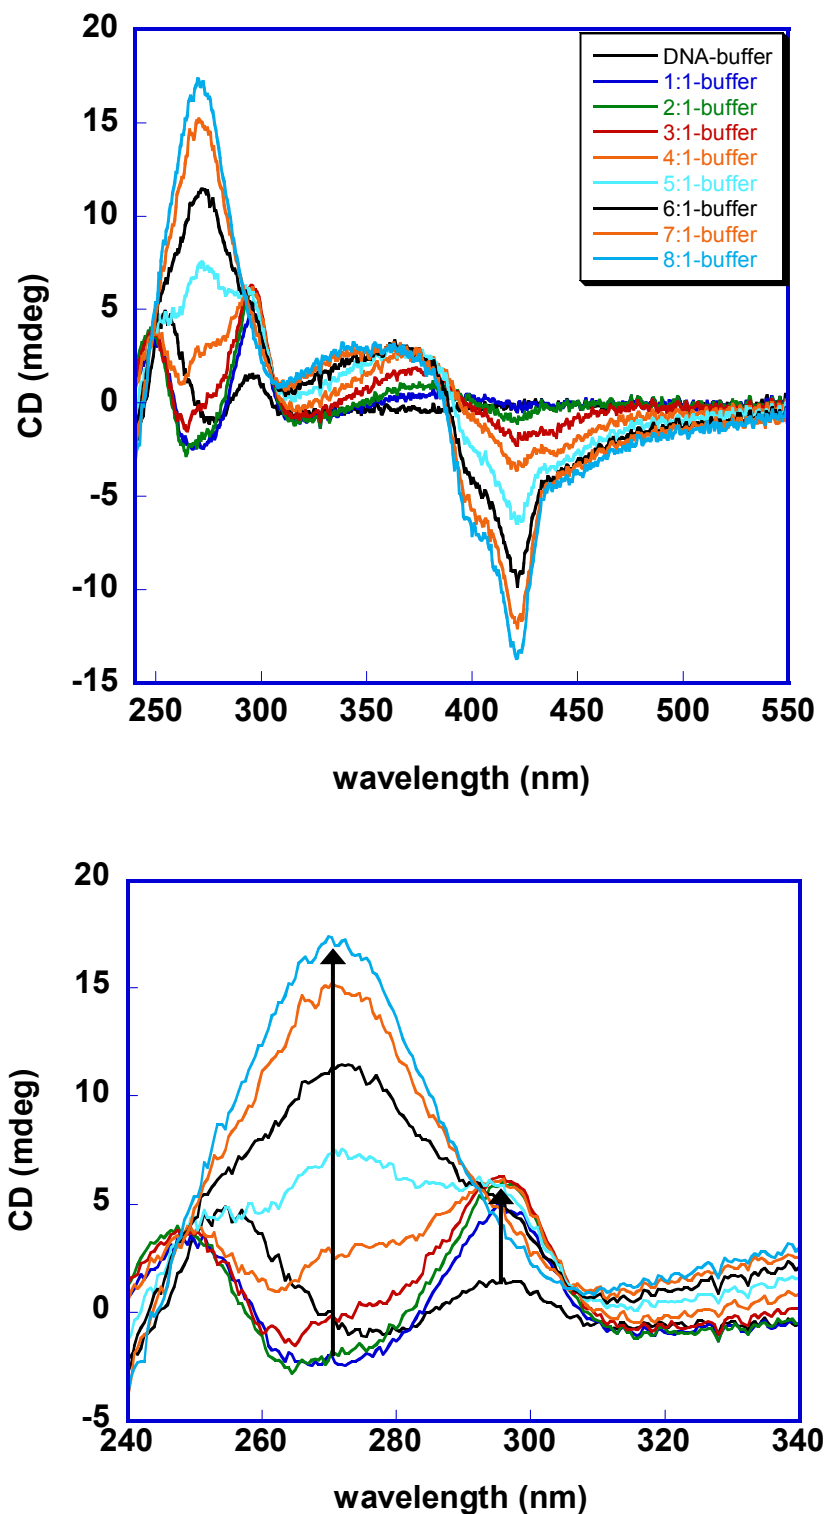 20
15
10
5
0
-5
-10
-15
CD (mdeg)
DNA-buffer
1:1-buffer
2:1-buffer
3:1-buffer
4:1-buffer
5:1-buffer
6:1-buffer
7:1-buffer
8:1-buffer
250 300 350 400 450 500 550
wavelength (nm)
20
15
10
5
0
-5
CD (mdeg)
240 260 280 300 320 340
wavelength (nm)